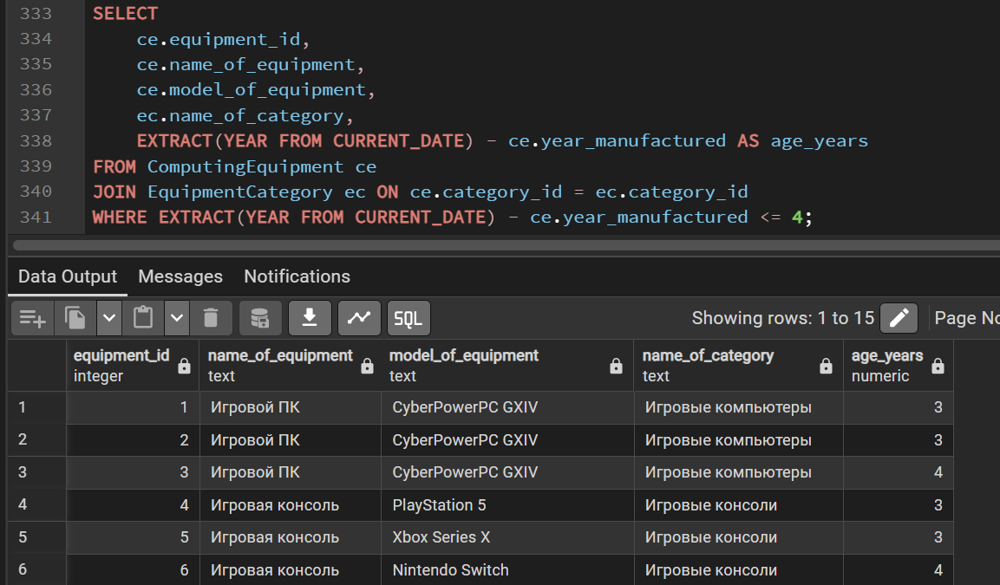 333 SELECT
334 ce.equipment_id,
335 ce.name_of_equipment,
336 ce.model_of_equipment,
337 ec.name_of_category,
338 EXTRACT(YEAR FROM CURRENT_DATE) - ce.year_manufactured AS age_years
339 FROM ComputingEquipment ce
340 JOIN EquipmentCategory ec ON ce.category_id = ec.category_id
341 WHERE EXTRACT(YEAR FROM CURRENT_DATE) - ce.year_manufactured <= 4;
Data Output Messages Notifications
SQL Showing rows: 1 to 15 Page No
equipment_id name_of_equipment model_of_equipment name_of_category age_years
integer text text text numeric
1 1 Игровой ПК CyberPowerPC GXIV Игровые компьютеры 3
2 2 Игровой ПК CyberPowerPC GXIV Игровые компьютеры 3
3 3 Игровой ПК CyberPowerPC GXIV Игровые компьютеры 4
4 4 Игровая консоль PlayStation 5 Игровые консоли 3
5 5 Игровая консоль Xbox Series X Игровые консоли 3
6 6 Игровая консоль Nintendo Switch Игровые консоли 4